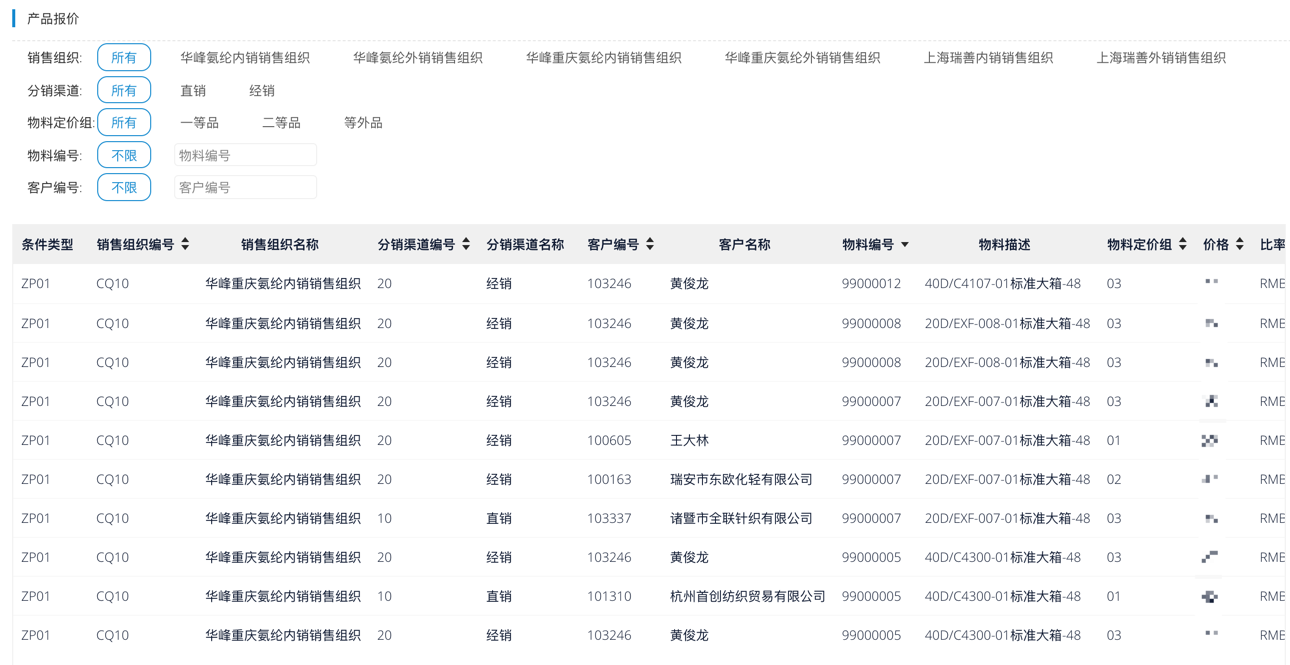 产品报价
销售组织: 所有 华峰氨纶内销销售组织 华峰氨纶外销销售组织 华峰重庆氨纶内销销售组织 华峰重庆氨纶外销销售组织 上海瑞善内销销售组织 上海瑞善外销销售组织
分销渠道: 所有 直销 经销
物料定价组: 所有 一等品 二等品 等外品
物料编号: 不限 物料编号
客户编号: 不限 客户编号
条件类型 销售组织编号 销售组织名称 分销渠道编号 分销渠道名称 客户编号 客户名称 物料编号 物料描述 物料定价组 价格 比率
ZP01 CQ10 华峰重庆氨纶内销销售组织 20 经销 103246 黄俊龙 99000012 40D/C4107-01标准大箱-48 03 RMB
ZP01 CQ10 华峰重庆氨纶内销销售组织 20 经销 103246 黄俊龙 99000008 20D/EXF-008-01标准大箱-48 03 RMB
ZP01 CQ10 华峰重庆氨纶内销销售组织 20 经销 103246 黄俊龙 99000008 20D/EXF-008-01标准大箱-48 03 RMB
ZP01 CQ10 华峰重庆氨纶内销销售组织 20 经销 103246 黄俊龙 99000007 20D/EXF-007-01标准大箱-48 03 RMB
ZP01 CQ10 华峰重庆氨纶内销销售组织 20 经销 100605 王大林 99000007 20D/EXF-007-01标准大箱-48 01 RMB
ZP01 CQ10 华峰重庆氨纶内销销售组织 20 经销 100163 瑞安市东欧化轻有限公司 99000007 20D/EXF-007-01标准大箱-48 02 RMB
ZP01 CQ10 华峰重庆氨纶内销销售组织 10 直销 103337 诸暨市全联针织有限公司 99000007 20D/EXF-007-01标准大箱-48 03 RMB
ZP01 CQ10 华峰重庆氨纶内销销售组织 20 经销 103246 黄俊龙 99000005 40D/C4300-01标准大箱-48 03 RMB
ZP01 CQ10 华峰重庆氨纶内销销售组织 10 直销 101310 杭州首创纺织贸易有限公司 99000005 40D/C4300-01标准大箱-48 01 RMB
ZP01 CQ10 华峰重庆氨纶内销销售组织 20 经销 103246 黄俊龙 99000005 40D/C4300-01标准大箱-48 03 RMB